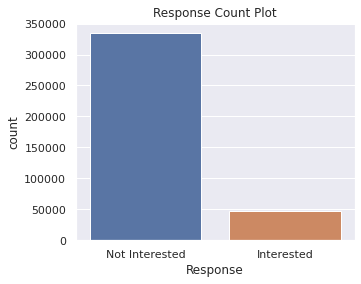 Response Count Plot
350000
300000
250000
200000
150000
100000
50000
0
count
Not Interested
Interested
Response